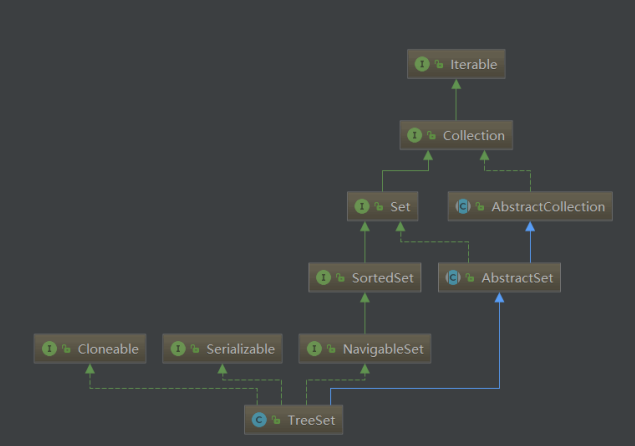 I Iterable
I Collection
I Set
C AbstractCollection
I SortedSet
C AbstractSet
I Cloneable
I Serializable
I NavigableSet
C TreeSet